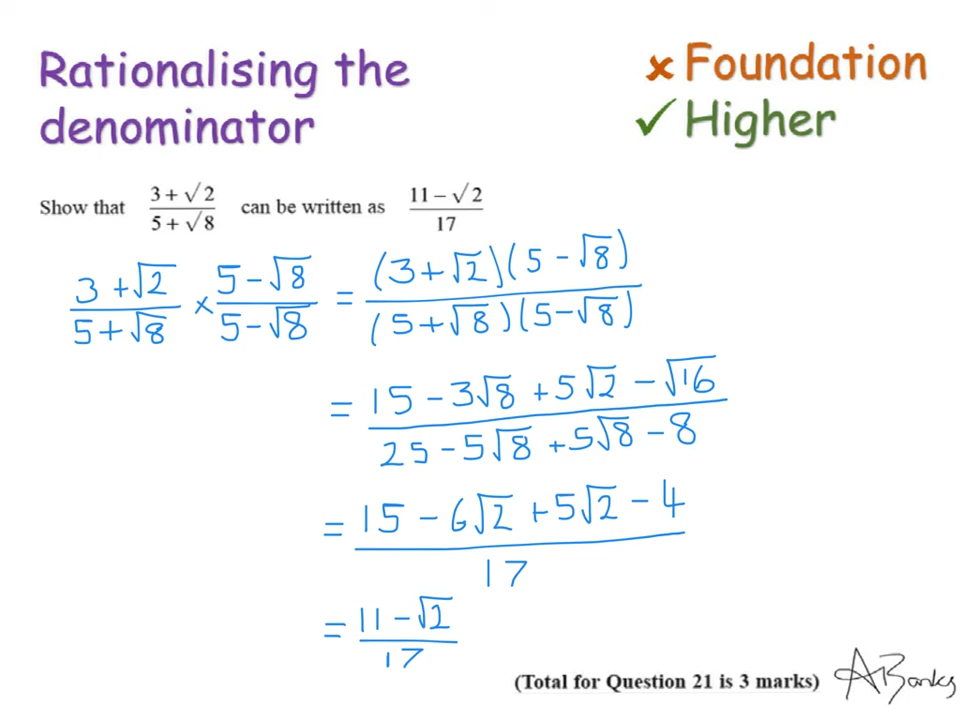 Rationalising the denominator
× Foundation
✓ Higher
Show that (3 + √2)/(5 + √8) can be written as (11 − √2)/17
(3 + √2)/(5 + √8) × (5 − √8)/(5 − √8) = ((3 + √2)(5 − √8))/((5 + √8)(5 − √8))
= (15 − 3√8 + 5√2 − √16)/(25 − 5√8 + 5√8 − 8)
= (15 − 6√2 + 5√2 − 4)/17
= (11 − √2)/17
(Total for Question 21 is 3 marks)
ABanks